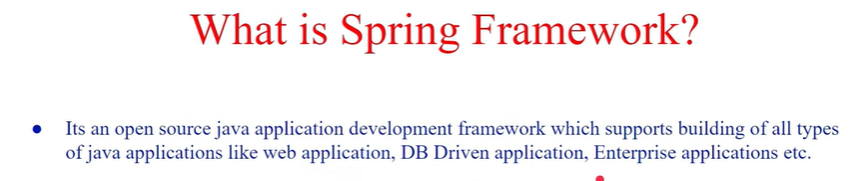 What is Spring Framework?
● Its an open source java application development framework which supports building of all types
of java applications like web application, DB Driven application, Enterprise applications etc.